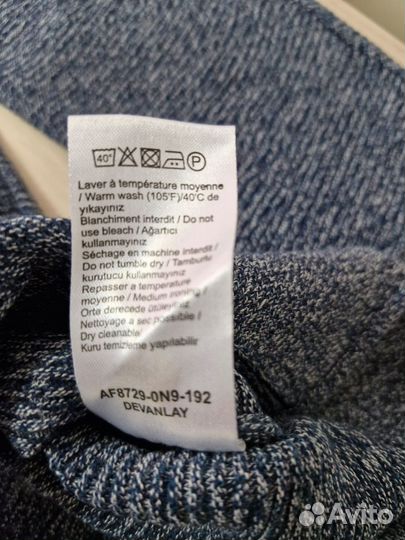 40° P
Laver à température moyenne
/ Warm wash (105°F)/40°C de
yıkayınız
Blanchiment interdit / Do not
use bleach / Ağartıcı
kullanmayınız
Séchage en machine interdit /
Do not tumble dry / Tamburlu
kurutucu kullanmayınız
Repasser a température
moyenne / Medium ironing /
Orta derecede ütüleyiniz
Nettoyage a sec possible /
Dry cleanable /
Kuru temizleme yapılabilir
AF8729-0N9-192
DEVANLAY
Avito